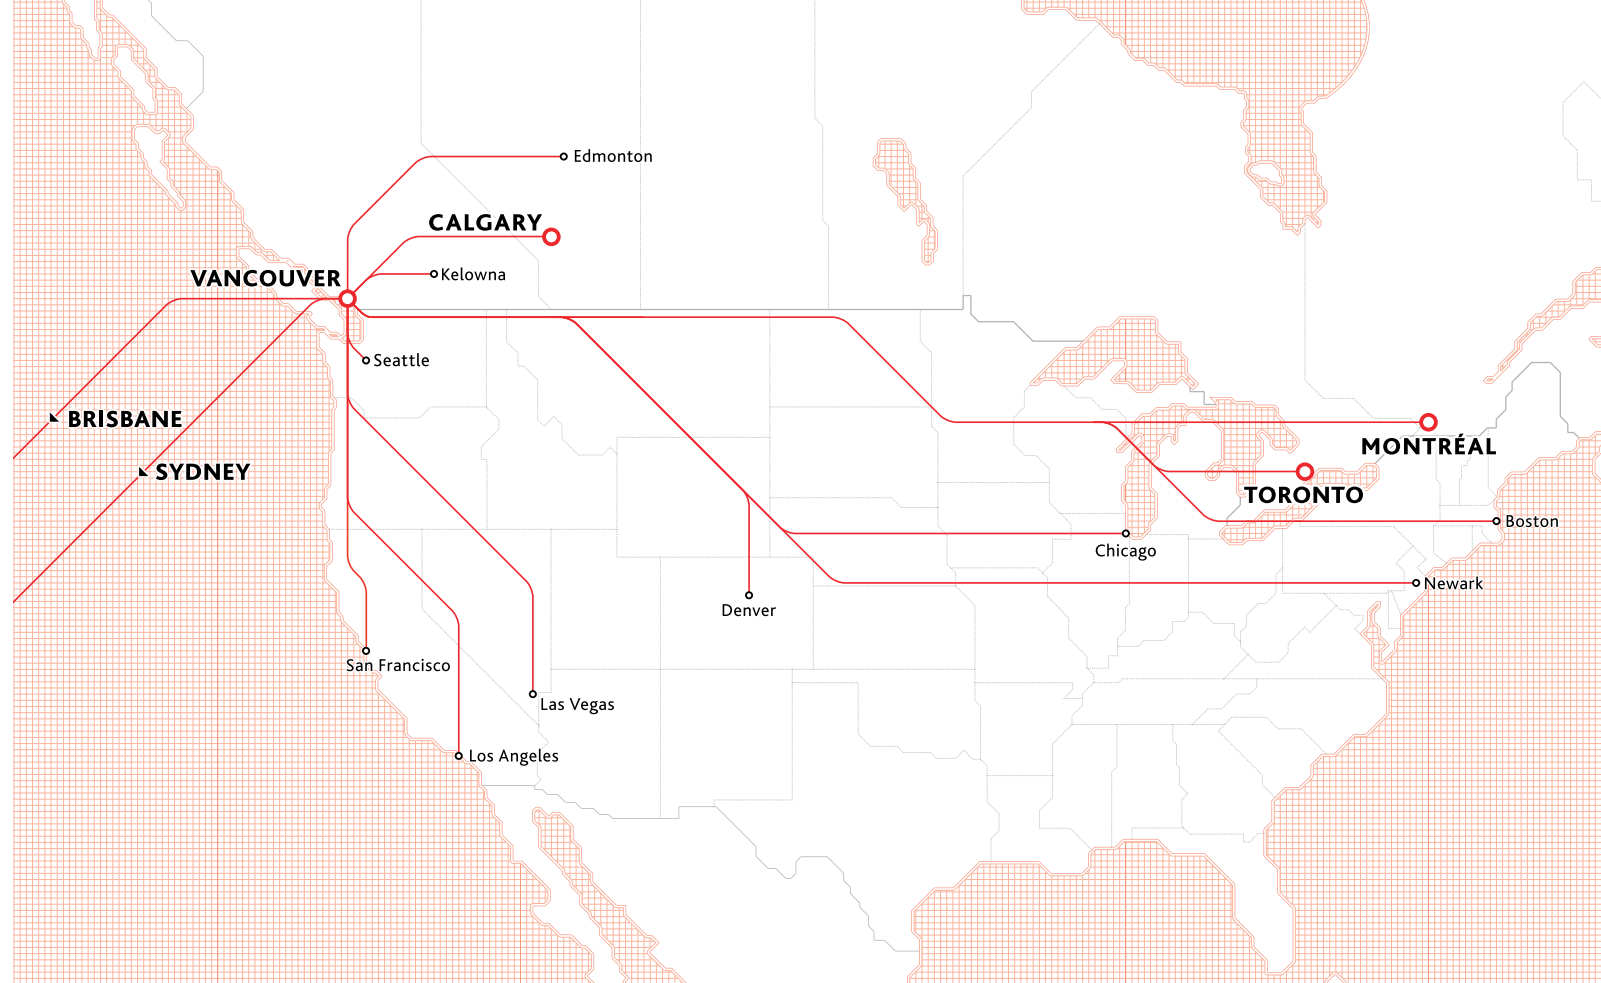 Edmonton
CALGARY
Kelowna
VANCOUVER
Seattle
BRISBANE
SYDNEY
MONTRÉAL
TORONTO
Boston
Chicago
Newark
Denver
San Francisco
Las Vegas
Los Angeles